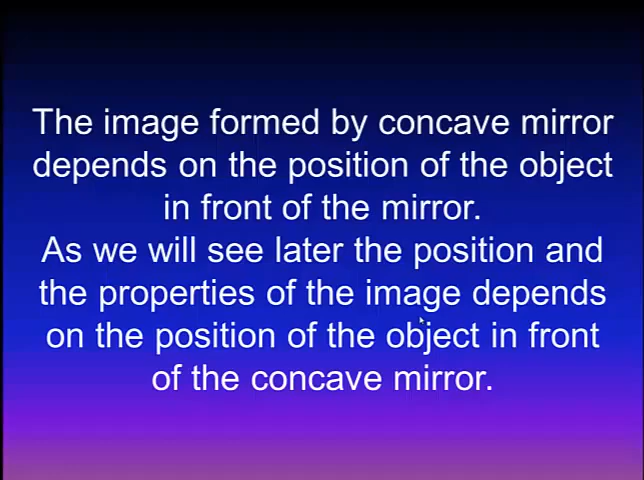 The image formed by concave mirror
depends on the position of the object
in front of the mirror.
As we will see later the position and
the properties of the image depends
on the position of the object in front
of the concave mirror.